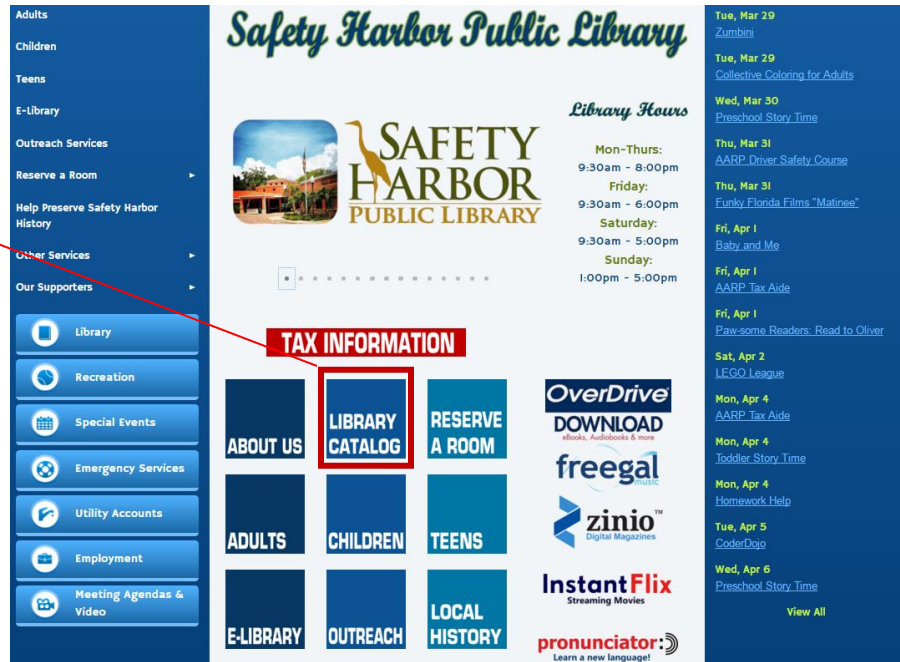 Adults
Children
Teens
E-Library
Outreach Services
Reserve a Room
Help Preserve Safety Harbor
History
Other Services
Our Supporters
Library
Recreation
Special Events
Emergency Services
Utility Accounts
Employment
Meeting Agendas &
Video
Safety Harbor Public Library
SAFETY
HARBOR
PUBLIC LIBRARY
Library Hours
Mon-Thurs:
9:30am - 8:00pm
Friday:
9:30am - 6:00pm
Saturday:
9:30am - 5:00pm
Sunday:
1:00pm - 5:00pm
TAX INFORMATION
ABOUT US
LIBRARY
CATALOG
RESERVE
A ROOM
ADULTS
CHILDREN
TEENS
E-LIBRARY
OUTREACH
LOCAL
HISTORY
OverDrive
DOWNLOAD
eBooks, Audiobooks & more
freegal
music
zinio™
Digital Magazines
InstantFlix
Streaming Movies
pronunciator:)
Learn a new language!
Tue, Mar 29
Zumbini
Tue, Mar 29
Collective Coloring for Adults
Wed, Mar 30
Preschool Story Time
Thu, Mar 31
AARP Driver Safety Course
Thu, Mar 31
Funky Florida Films "Matinee"
Fri, Apr 1
Baby and Me
Fri, Apr 1
AARP Tax Aide
Fri, Apr 1
Paw-some Readers: Read to Oliver
Sat, Apr 2
LEGO League
Mon, Apr 4
AARP Tax Aide
Mon, Apr 4
Toddler Story Time
Mon, Apr 4
Homework Help
Tue, Apr 5
CoderDojo
Wed, Apr 6
Preschool Story Time
View All